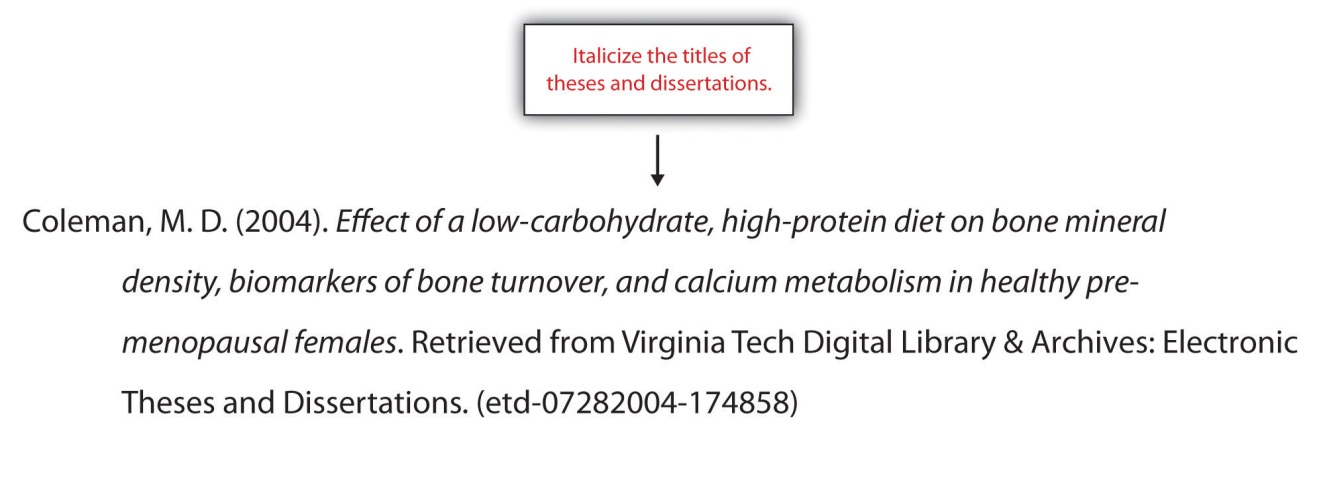 Italicize the titles of
theses and dissertations.
Coleman, M. D. (2004). Effect of a low-carbohydrate, high-protein diet on bone mineral
density, biomarkers of bone turnover, and calcium metabolism in healthy pre-
menopausal females. Retrieved from Virginia Tech Digital Library & Archives: Electronic
Theses and Dissertations. (etd-07282004-174858)